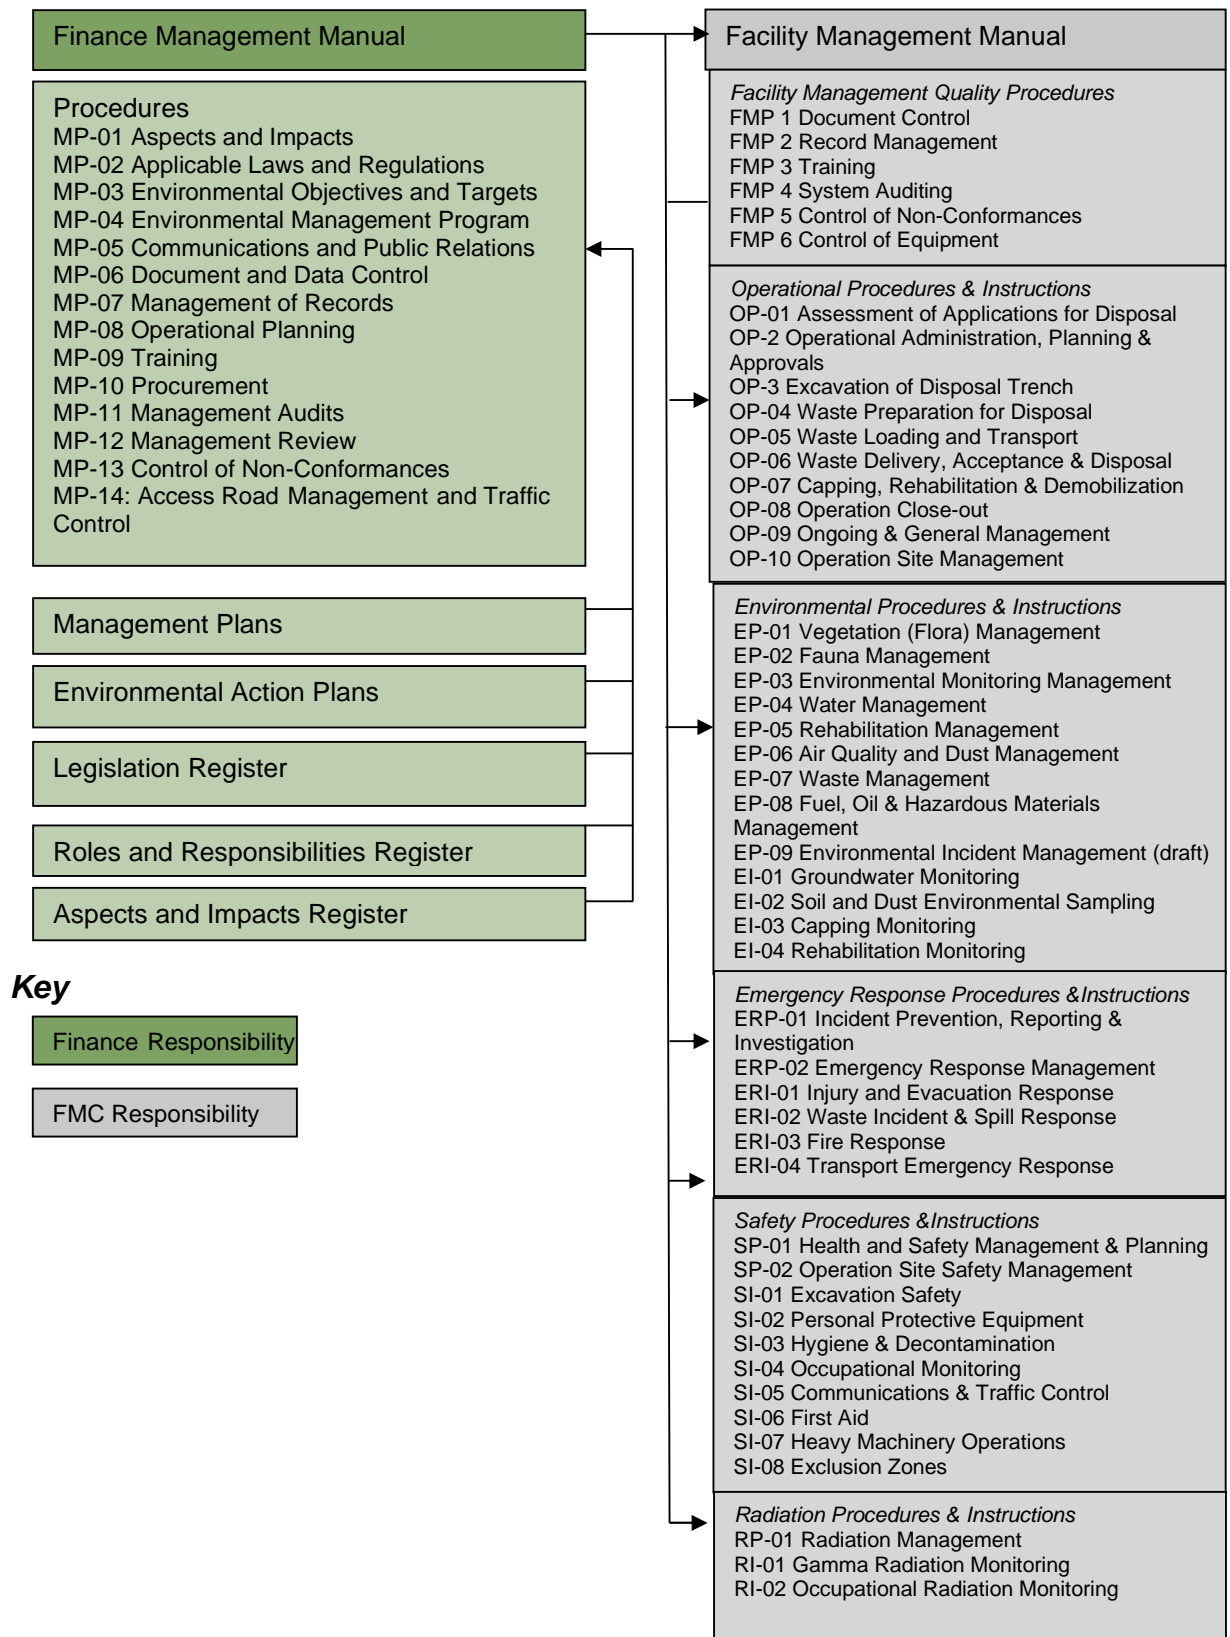 Finance Management Manual
Procedures
MP-01 Aspects and Impacts
MP-02 Applicable Laws and Regulations
MP-03 Environmental Objectives and Targets
MP-04 Environmental Management Program
MP-05 Communications and Public Relations
MP-06 Document and Data Control
MP-07 Management of Records
MP-08 Operational Planning
MP-09 Training
MP-10 Procurement
MP-11 Management Audits
MP-12 Management Review
MP-13 Control of Non-Conformances
MP-14: Access Road Management and Traffic
Control
Management Plans
Environmental Action Plans
Legislation Register
Roles and Responsibilities Register
Aspects and Impacts Register
Key
Finance Responsibility
FMC Responsibility
Facility Management Manual
Facility Management Quality Procedures
FMP 1 Document Control
FMP 2 Record Management
FMP 3 Training
FMP 4 System Auditing
FMP 5 Control of Non-Conformances
FMP 6 Control of Equipment
Operational Procedures & Instructions
OP-01 Assessment of Applications for Disposal
OP-2 Operational Administration, Planning &
Approvals
OP-3 Excavation of Disposal Trench
OP-04 Waste Preparation for Disposal
OP-05 Waste Loading and Transport
OP-06 Waste Delivery, Acceptance & Disposal
OP-07 Capping, Rehabilitation & Demobilization
OP-08 Operation Close-out
OP-09 Ongoing & General Management
OP-10 Operation Site Management
Environmental Procedures & Instructions
EP-01 Vegetation (Flora) Management
EP-02 Fauna Management
EP-03 Environmental Monitoring Management
EP-04 Water Management
EP-05 Rehabilitation Management
EP-06 Air Quality and Dust Management
EP-07 Waste Management
EP-08 Fuel, Oil & Hazardous Materials
Management
EP-09 Environmental Incident Management (draft)
EI-01 Groundwater Monitoring
EI-02 Soil and Dust Environmental Sampling
EI-03 Capping Monitoring
EI-04 Rehabilitation Monitoring
Emergency Response Procedures &Instructions
ERP-01 Incident Prevention, Reporting &
Investigation
ERP-02 Emergency Response Management
ERI-01 Injury and Evacuation Response
ERI-02 Waste Incident & Spill Response
ERI-03 Fire Response
ERI-04 Transport Emergency Response
Safety Procedures &Instructions
SP-01 Health and Safety Management & Planning
SP-02 Operation Site Safety Management
SI-01 Excavation Safety
SI-02 Personal Protective Equipment
SI-03 Hygiene & Decontamination
SI-04 Occupational Monitoring
SI-05 Communications & Traffic Control
SI-06 First Aid
SI-07 Heavy Machinery Operations
SI-08 Exclusion Zones
Radiation Procedures & Instructions
RP-01 Radiation Management
RI-01 Gamma Radiation Monitoring
RI-02 Occupational Radiation Monitoring